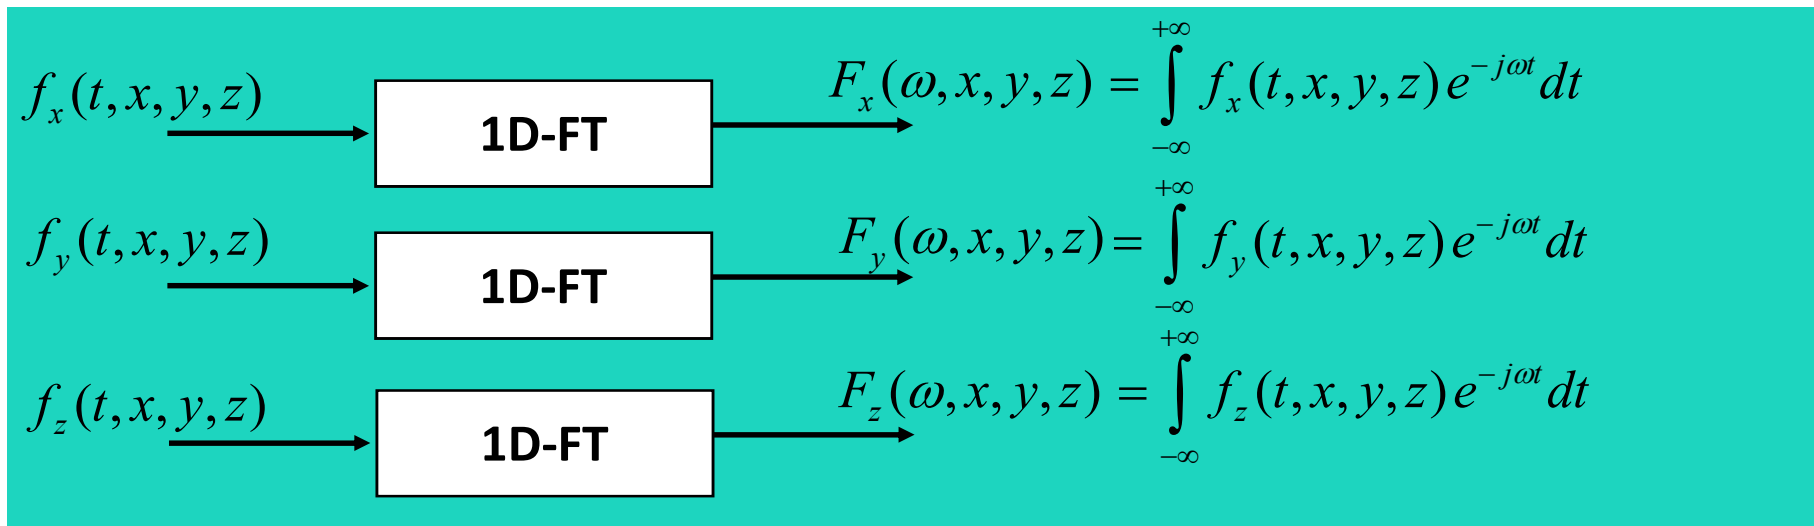 f_x(t,x,y,z) 1D-FT F_x(ω,x,y,z) = ∫_{-∞}^{+∞} f_x(t,x,y,z) e^{-jωt} dt
f_y(t,x,y,z) 1D-FT F_y(ω,x,y,z) = ∫_{-∞}^{+∞} f_y(t,x,y,z) e^{-jωt} dt
f_z(t,x,y,z) 1D-FT F_z(ω,x,y,z) = ∫_{-∞}^{+∞} f_z(t,x,y,z) e^{-jωt} dt